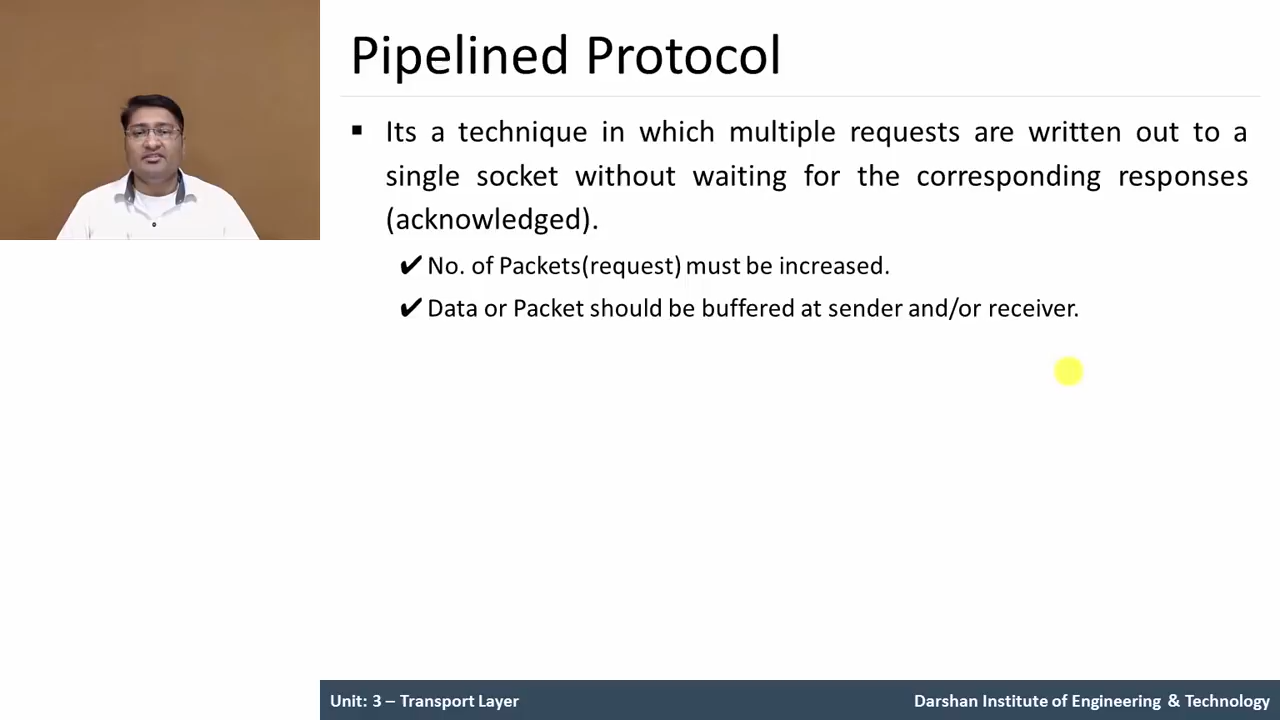 Pipelined Protocol
▪ Its a technique in which multiple requests are written out to a
single socket without waiting for the corresponding responses
(acknowledged).
✔ No. of Packets(request) must be increased.
✔ Data or Packet should be buffered at sender and/or receiver.
Unit: 3 – Transport Layer
Darshan Institute of Engineering & Technology